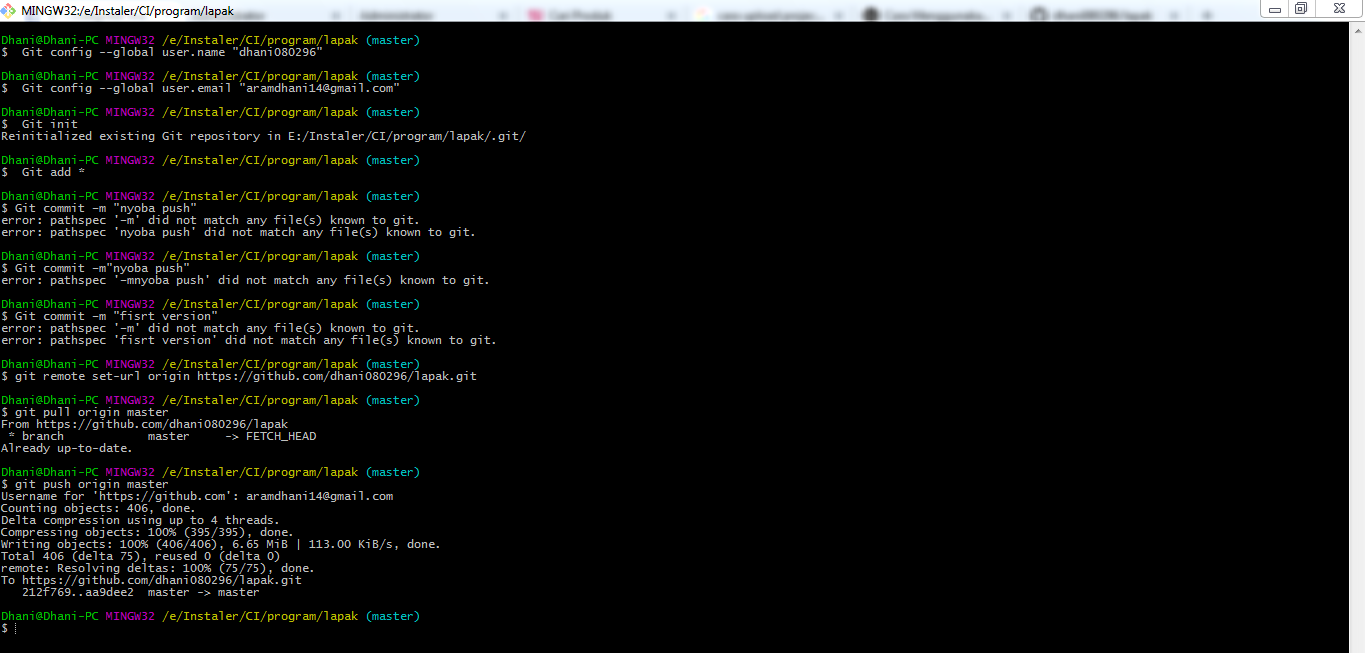 MINGW32:/e/Instaler/CI/program/lapak
Dhani@Dhani-PC MINGW32 /e/Instaler/CI/program/lapak (master)
$  Git config --global user.name "dhani080296"
Dhani@Dhani-PC MINGW32 /e/Instaler/CI/program/lapak (master)
$  Git config --global user.email "aramdhani14@gmail.com"
Dhani@Dhani-PC MINGW32 /e/Instaler/CI/program/lapak (master)
$  Git init
Reinitialized existing Git repository in E:/Instaler/CI/program/lapak/.git/
Dhani@Dhani-PC MINGW32 /e/Instaler/CI/program/lapak (master)
$  Git add *
Dhani@Dhani-PC MINGW32 /e/Instaler/CI/program/lapak (master)
$ Git commit –m "nyoba push"
error: pathspec '–m' did not match any file(s) known to git.
error: pathspec 'nyoba push' did not match any file(s) known to git.
Dhani@Dhani-PC MINGW32 /e/Instaler/CI/program/lapak (master)
$ Git commit –m"nyoba push"
error: pathspec '–mnyoba push' did not match any file(s) known to git.
Dhani@Dhani-PC MINGW32 /e/Instaler/CI/program/lapak (master)
$ Git commit –m "fisrt version"
error: pathspec '–m' did not match any file(s) known to git.
error: pathspec 'fisrt version' did not match any file(s) known to git.
Dhani@Dhani-PC MINGW32 /e/Instaler/CI/program/lapak (master)
$ git remote set-url origin https://github.com/dhani080296/lapak.git
Dhani@Dhani-PC MINGW32 /e/Instaler/CI/program/lapak (master)
$ git pull origin master
From https://github.com/dhani080296/lapak
 * branch            master     -> FETCH_HEAD
Already up-to-date.
Dhani@Dhani-PC MINGW32 /e/Instaler/CI/program/lapak (master)
$ git push origin master
Username for 'https://github.com': aramdhani14@gmail.com
Counting objects: 406, done.
Delta compression using up to 4 threads.
Compressing objects: 100% (395/395), done.
Writing objects: 100% (406/406), 6.65 MiB | 113.00 KiB/s, done.
Total 406 (delta 75), reused 0 (delta 0)
remote: Resolving deltas: 100% (75/75), done.
To https://github.com/dhani080296/lapak.git
   212f769..aa9dee2  master -> master
Dhani@Dhani-PC MINGW32 /e/Instaler/CI/program/lapak (master)
$